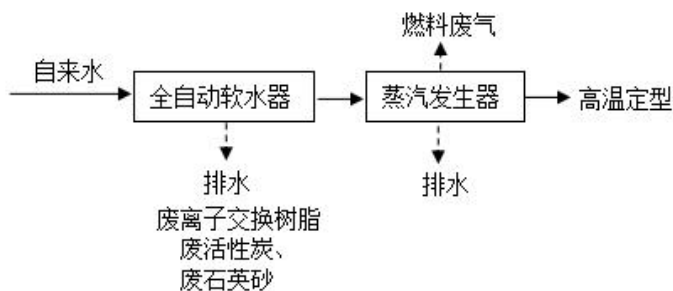 燃料废气
自来水
全自动软水器
蒸汽发生器
高温定型
排水
排水
废离子交换树脂
废活性炭、
废石英砂